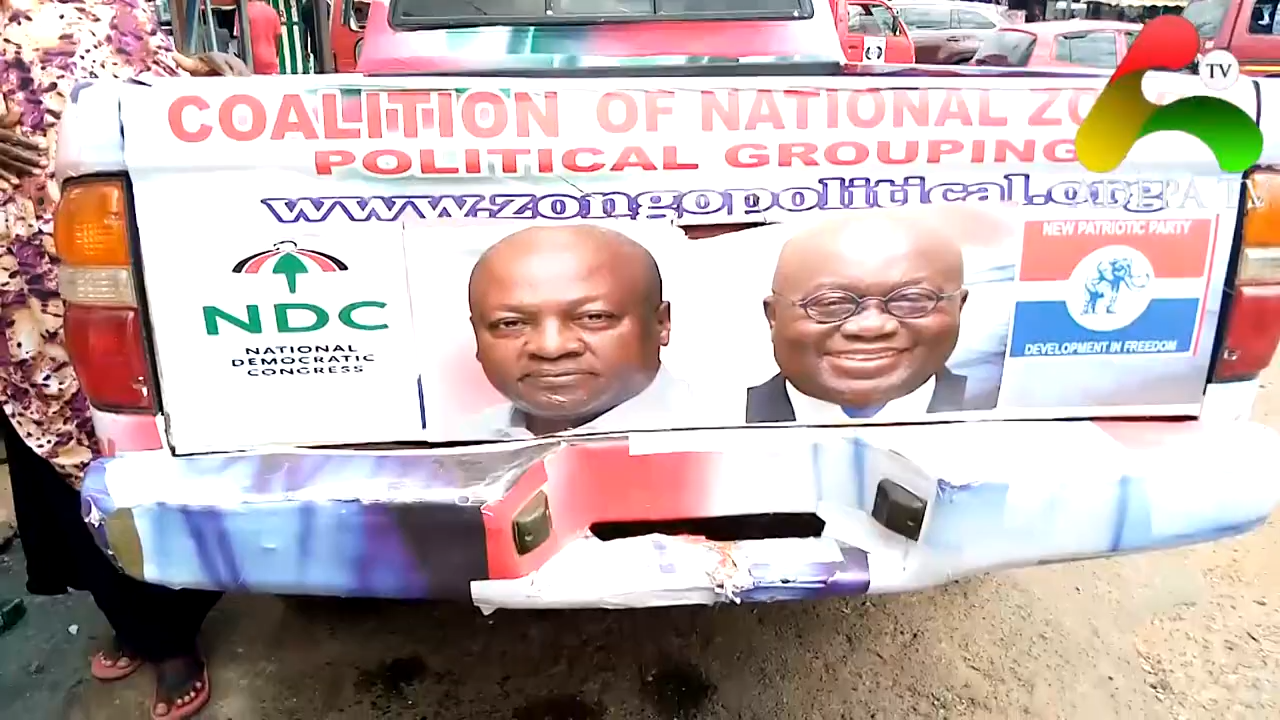 COALITION OF NATIONAL
POLITICAL GROUPING
www.zongopolitical.org
NDC
NATIONAL
DEMOCRATIC
CONGRESS
NEW PATRIOTIC PARTY
DEVELOPMENT IN FREEDOM
TV
TV